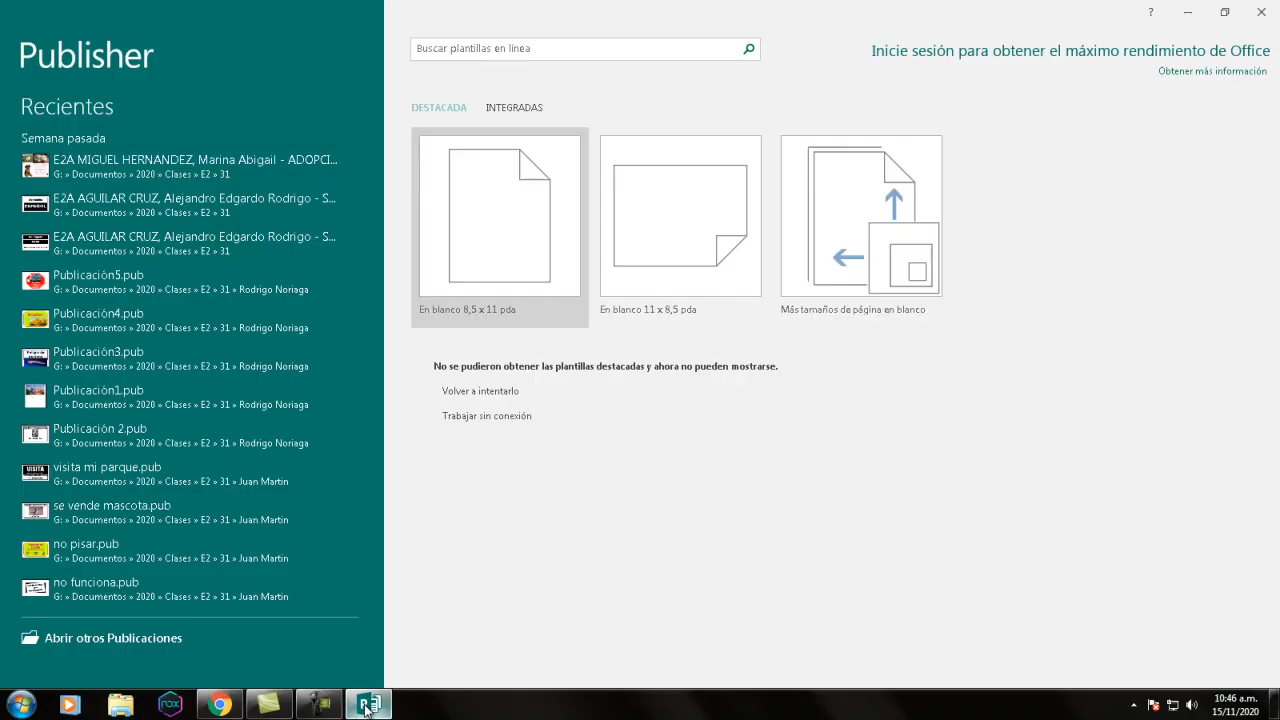 Publisher
Recientes
Semana pasada
E2A MIGUEL HERNANDEZ, Marina Abigail - ADOPCI...
G: » Documentos » 2020 » Clases » E2 » 31
E2A AGUILAR CRUZ, Alejandro Edgardo Rodrigo - S...
G: » Documentos » 2020 » Clases » E2 » 31
E2A AGUILAR CRUZ, Alejandro Edgardo Rodrigo - S...
G: » Documentos » 2020 » Clases » E2 » 31
Publicación5.pub
G: » Documentos » 2020 » Clases » E2 » 31 » Rodrigo Noriaga
Publicación4.pub
G: » Documentos » 2020 » Clases » E2 » 31 » Rodrigo Noriaga
Publicación3.pub
G: » Documentos » 2020 » Clases » E2 » 31 » Rodrigo Noriaga
Publicación1.pub
G: » Documentos » 2020 » Clases » E2 » 31 » Rodrigo Noriaga
Publicación 2.pub
G: » Documentos » 2020 » Clases » E2 » 31 » Rodrigo Noriaga
visita mi parque.pub
G: » Documentos » 2020 » Clases » E2 » 31 » Juan Martin
se vende mascota.pub
G: » Documentos » 2020 » Clases » E2 » 31 » Juan Martin
no pisar.pub
G: » Documentos » 2020 » Clases » E2 » 31 » Juan Martin
no funciona.pub
G: » Documentos » 2020 » Clases » E2 » 31 » Juan Martin
Abrir otros Publicaciones
Buscar plantillas en línea
Inicie sesión para obtener el máximo rendimiento de Office
Obtener más información
DESTACADA INTEGRADAS
En blanco 8,5 x 11 pda
En blanco 11 x 8,5 pda
Más tamaños de página en blanco
No se pudieron obtener las plantillas destacadas y ahora no pueden mostrarse.
Volver a intentarlo
Trabajar sin conexión
nox
10:46 a.m.
15/11/2020